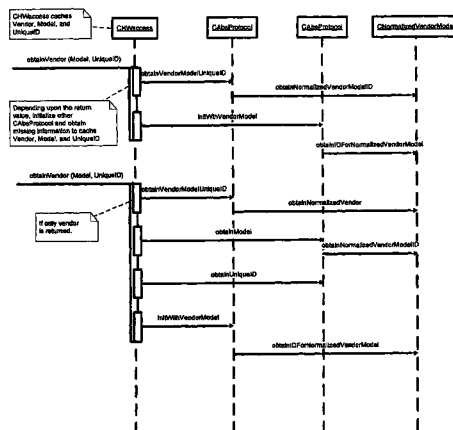 CHWaccess caches
Vendor, Model, and
UniqueID
CHWaccess
CAbsProtocol
CAbsProtocol
CNormalizedVendorModel
obtainVendor (Model, UniqueID)
obtainVendorModelUniqueID
obtainNormalizedVendorModelID
Depending upon the return
value, initialize other
CAbsProtocol and obtain
missing information to cache
Vendor, Model, and UniqueID
InitWithVendorModel
obtainIDForNormalizedVendorModel
obtainVendor (Model, UniqueID)
obtainVendorModelUniqueID
obtainNormalizedVendor
If only vendor
is returned.
obtainModel
obtainNormalizedVendorModelID
obtainUniqueID
InitWithVendorModel
obtainIDForNormalizedVendorModel